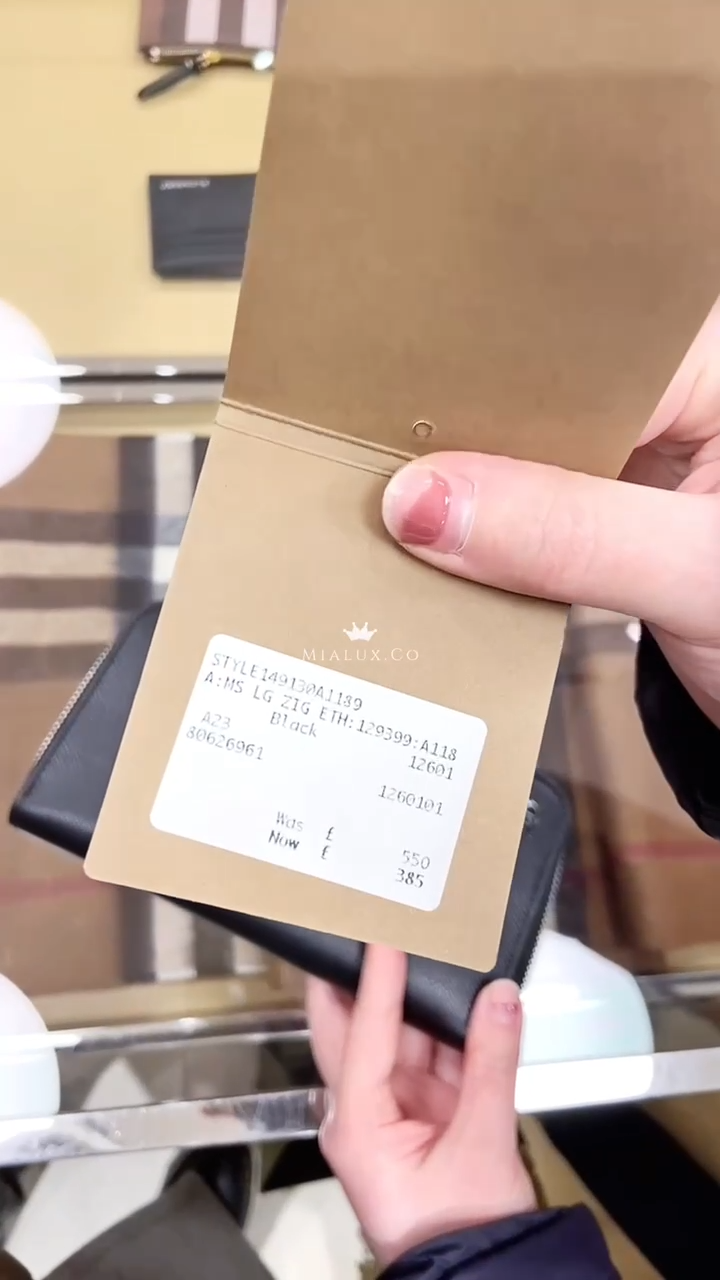 MIALUX.CO
STYLE149130A1189
A:MS LG ZIG ETH:129399:A118
A23 Black 12601
80626961 1260101
Was £ 550
Now £ 385